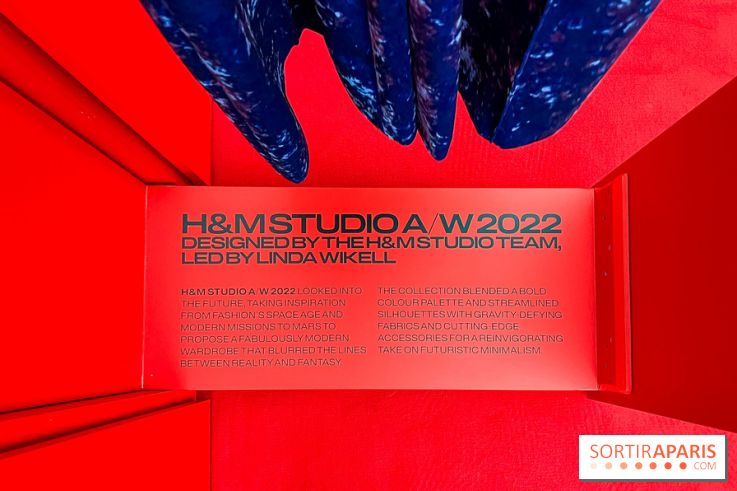 H&M STUDIO A/W 2022
DESIGNED BY THE H&M STUDIO TEAM,
LED BY LINDA WIKELL
H&M STUDIO A/W 2022 LOOKED INTO
THE FUTURE, TAKING INSPIRATION
FROM FASHION'S SPACE AGE AND
MODERN MISSIONS TO MARS TO
PROPOSE A FABULOUSLY MODERN
WARDROBE THAT BLURRED THE LINES
BETWEEN REALITY AND FANTASY.
THE COLLECTION BLENDED A BOLD
COLOUR PALETTE AND STREAMLINED
SILHOUETTES WITH GRAVITY-DEFYING
FABRICS AND CUTTING-EDGE
ACCESSORIES FOR A REINVIGORATING
TAKE ON FUTURISTIC MINIMALISM.
SORTIRAPARIS
.COM